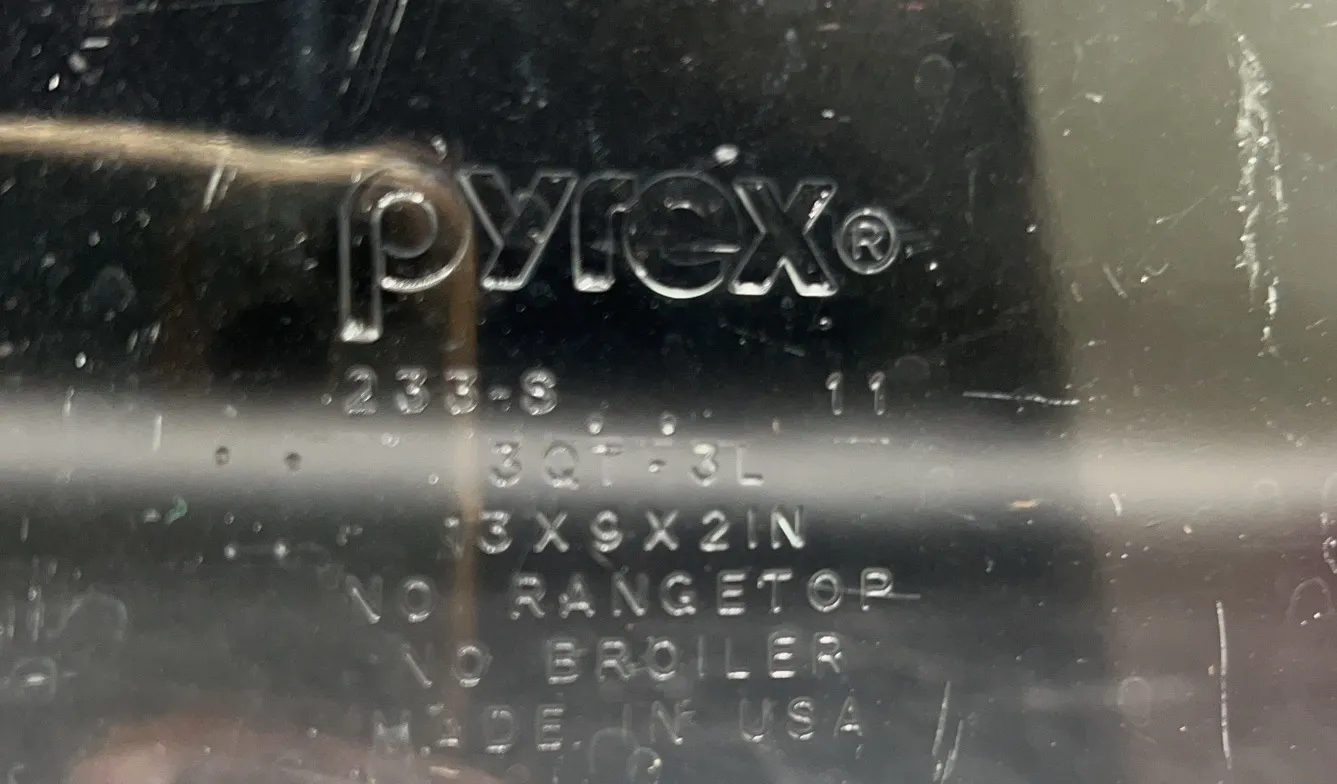 pyrex®
233-S 11
3QT-3L
13X9X2IN
NO RANGETOP
NO BROILER
MADE IN USA